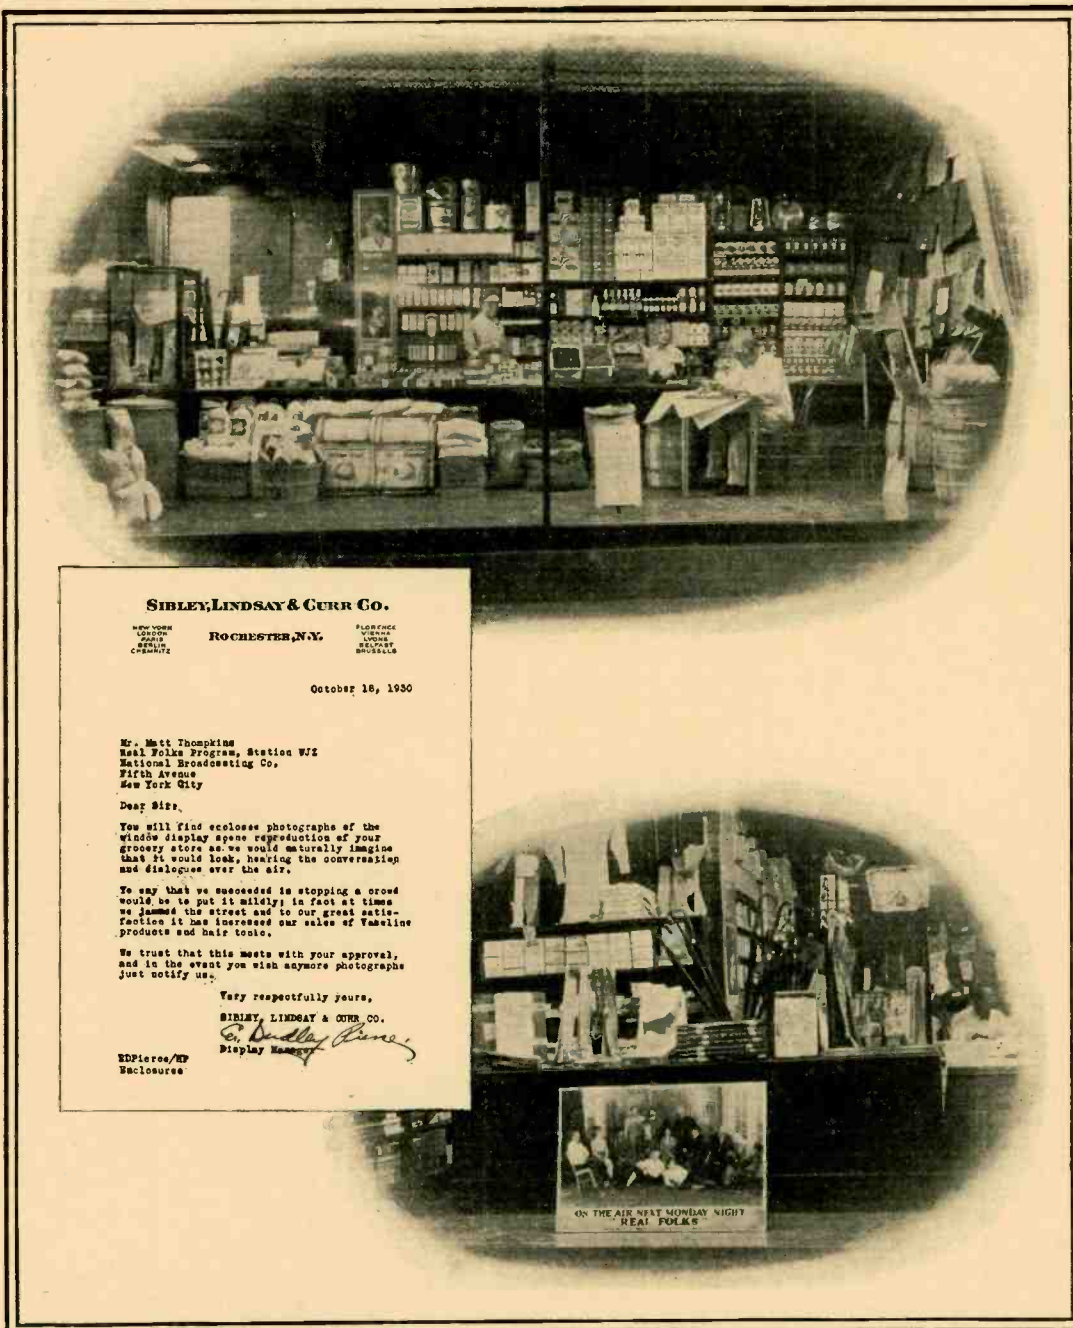 SIBLEY, LINDSAY & CURR CO.
NEW YORK
LONDON
PARIS
BERLIN
CHEMNITZ
ROCHESTER, N.Y.
FLORENCE
VIENNA
LYONS
BELFAST
BRUSSELS
October 18, 1930
Mr. Matt Thompkins
Real Folks Program, Station WJZ
National Broadcasting Co.
Fifth Avenue
New York City
Dear Sir:
You will find ecolosse photographs of the
window display scene reproduction of your
grocery store as we would naturally imagine
that it would look, hearing the conversation
and dialogues over the air.
To say that we succeeded is stopping a crowd
would be to put it mildly; in fact at times
we jammed the street and to our great satis-
faction it has increased our sales of Vaseline
products and hair tonic.
We trust that this meets with your approval,
and in the event you wish anymore photographs
just notify us.
Very respectfully yours,
SIBLEY, LINDSAY & CURR CO.
E. Dudley Pierce
Display Manager
EDPierce/HP
Enclosures
ON THE AIR NEXT MONDAY NIGHT
"REAL FOLKS"